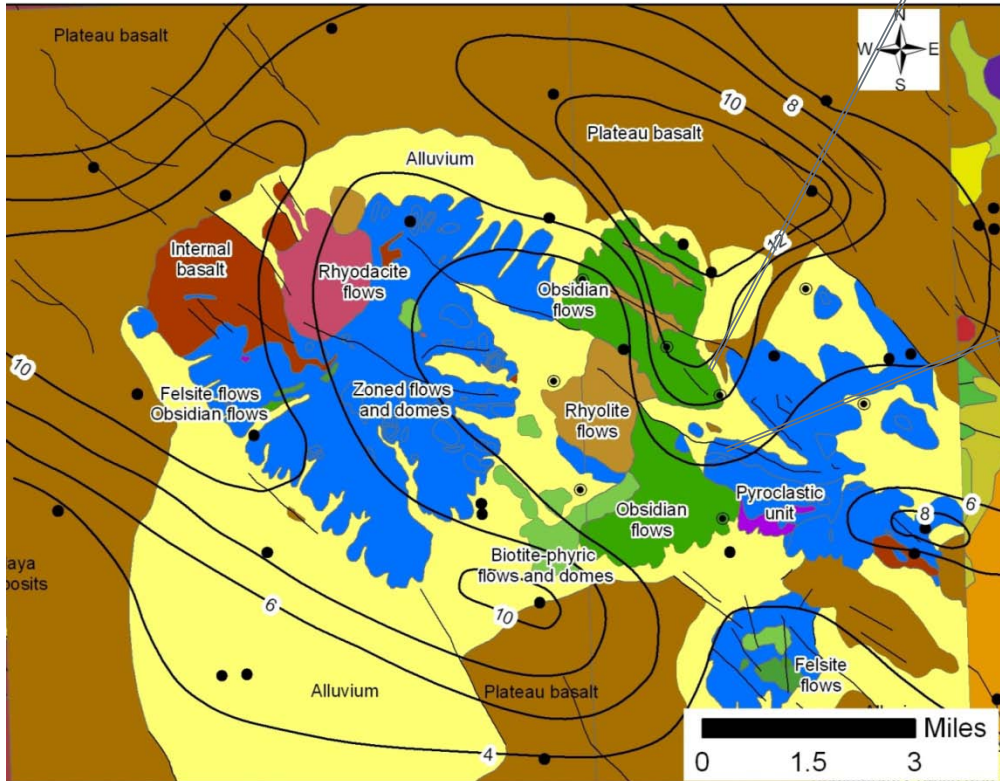 N
W E
S
Plateau basalt
10
8
Plateau basalt
Alluvium
12
Internal
basalt
Rhyodacite
flows
Obsidian
flows
10
Felsite flows
Obsidian flows
Zoned flows
and domes
Rhyolite
flows
Pyroclastic
unit
6
8
Obsidian
flows
Biotite-phyric
flows and domes
aya
posits
6
10
Felsite
flows
Alluvium
Plateau basalt
4
Miles
0 1.5 3